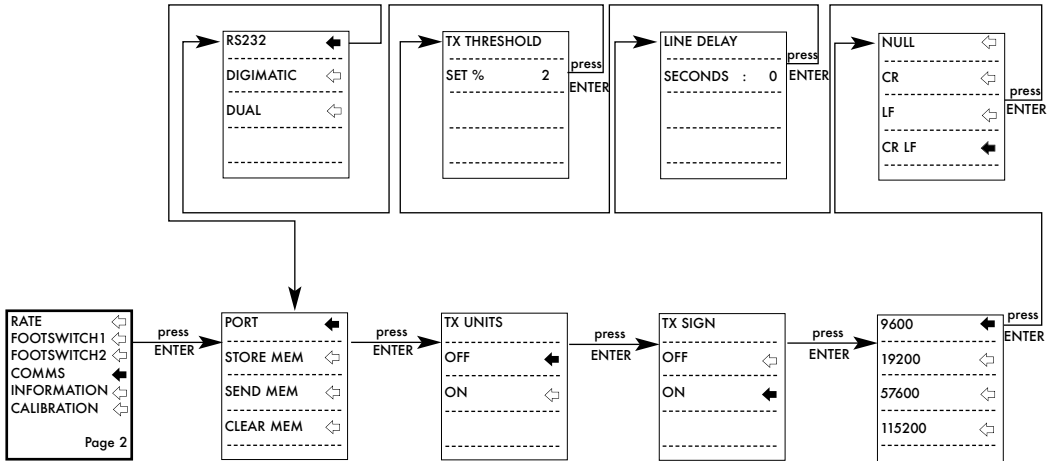 RS232
DIGIMATIC
DUAL
TX THRESHOLD
SET % 2
press
ENTER
LINE DELAY
SECONDS : 0
press
ENTER
NULL
CR
LF
CR LF
press
ENTER
RATE
FOOTSWITCH1
FOOTSWITCH2
COMMS
INFORMATION
CALIBRATION
Page 2
press
ENTER
PORT
STORE MEM
SEND MEM
CLEAR MEM
press
ENTER
TX UNITS
OFF
ON
press
ENTER
TX SIGN
OFF
ON
press
ENTER
9600
19200
57600
115200
press
ENTER